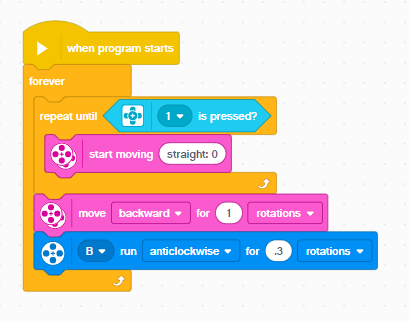 when program starts
forever
repeat until 1 is pressed?
start moving straight: 0
move backward for 1 rotations
B run anticlockwise for .3 rotations